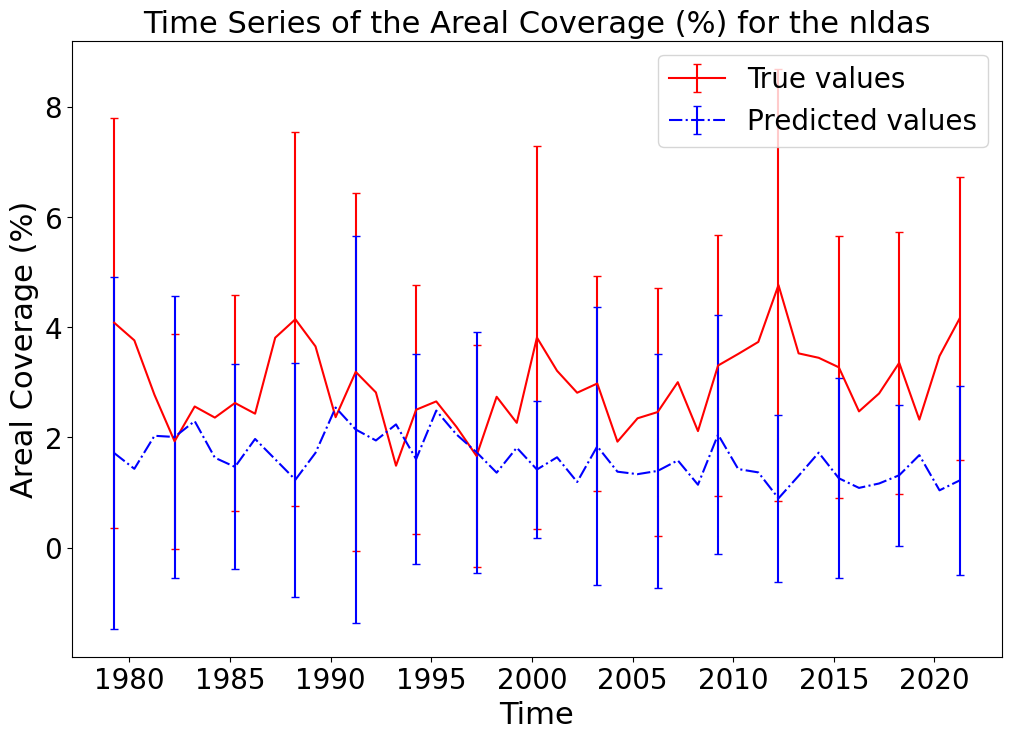 Time Series of the Areal Coverage (%) for the nldas
True values
Predicted values
Areal Coverage (%)
8
6
4
2
0
1980 1985 1990 1995 2000 2005 2010 2015 2020
Time